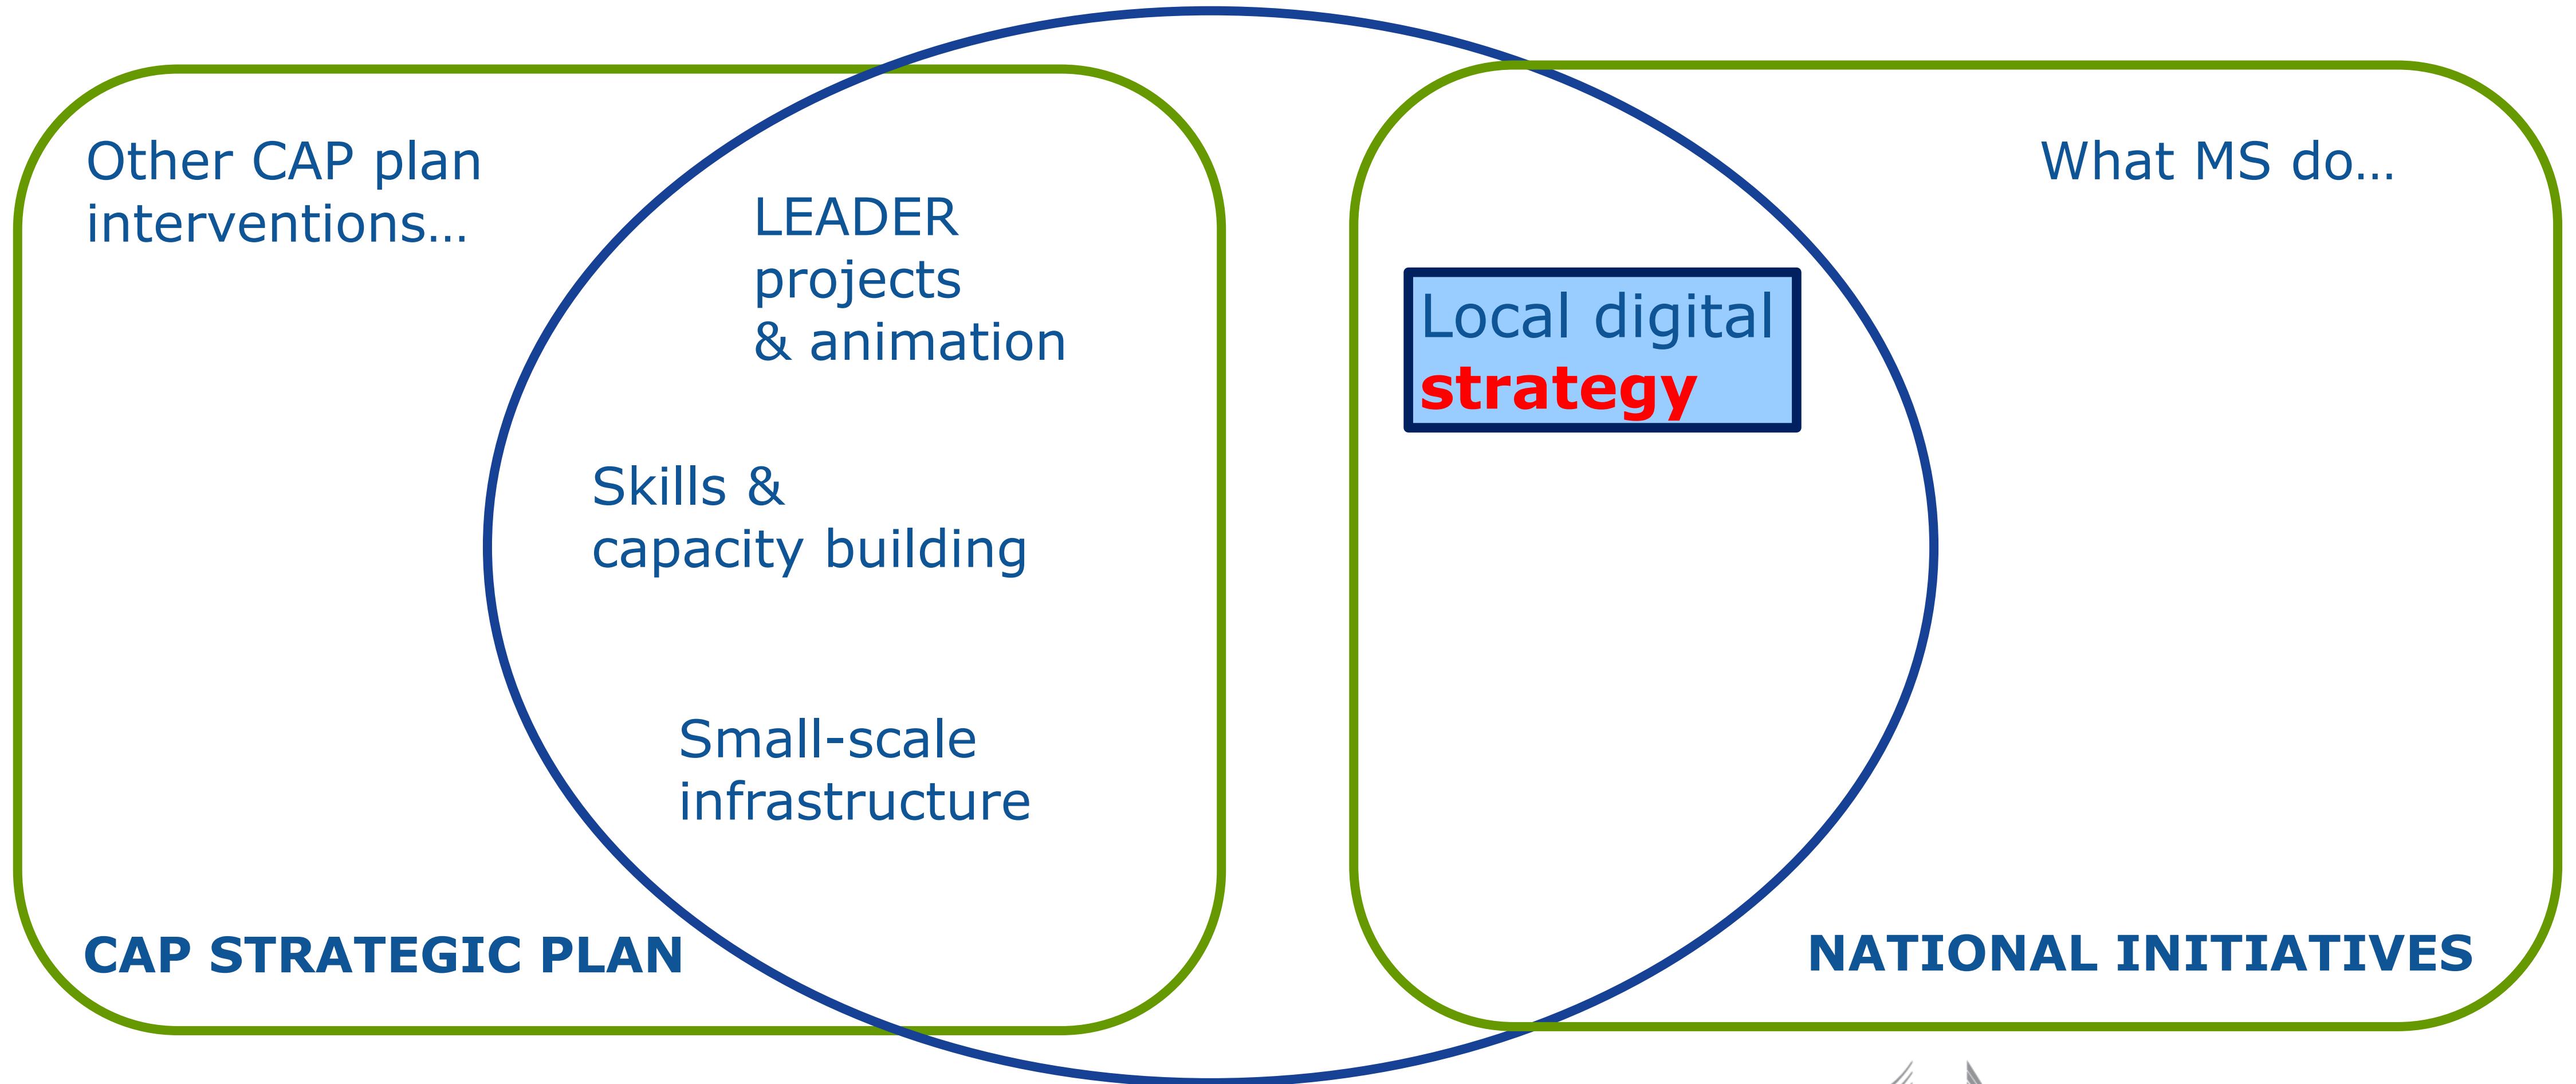 Other CAP plan
interventions…
LEADER
projects
& animation
Skills &
capacity building
Small-scale
infrastructure
CAP STRATEGIC PLAN
What MS do…
Local digital
strategy
NATIONAL INITIATIVES